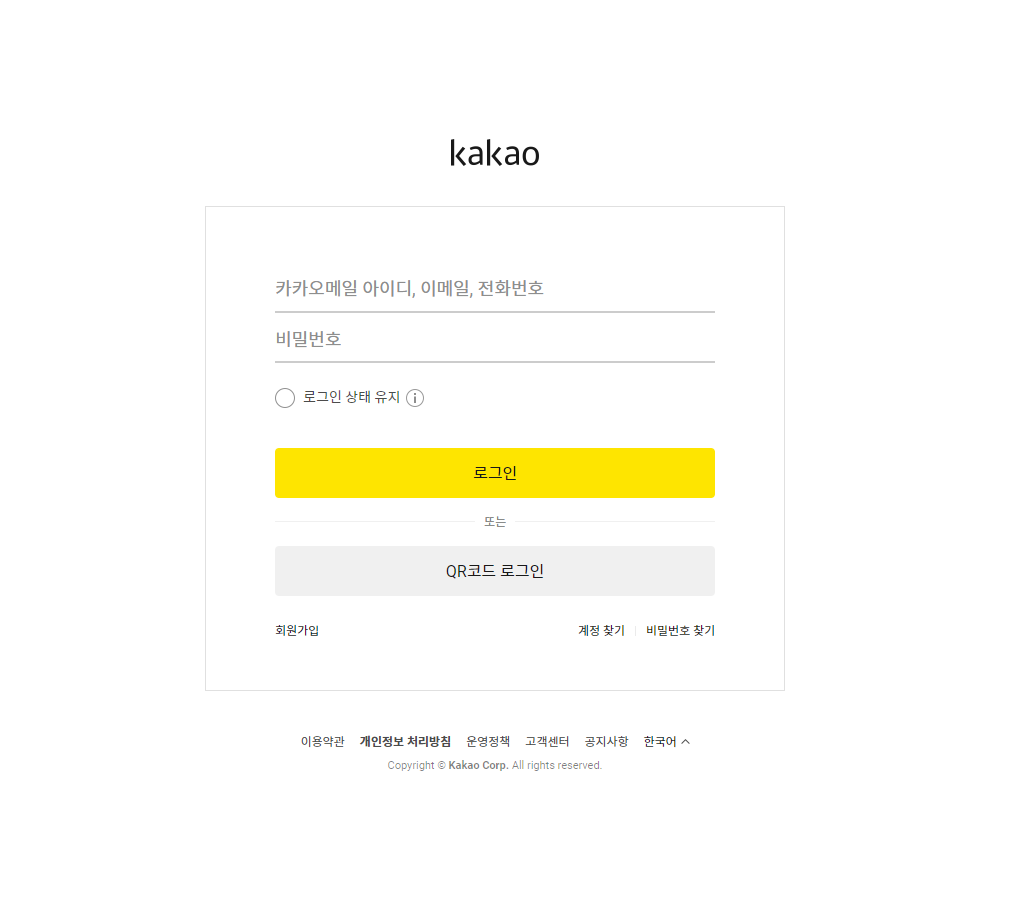 kakao
카카오메일 아이디, 이메일, 전화번호
비밀번호
로그인 상태 유지
로그인
또는
QR코드 로그인
회원가입 계정 찾기 비밀번호 찾기
이용약관 개인정보 처리방침 운영정책 고객센터 공지사항 한국어
Copyright © Kakao Corp. All rights reserved.